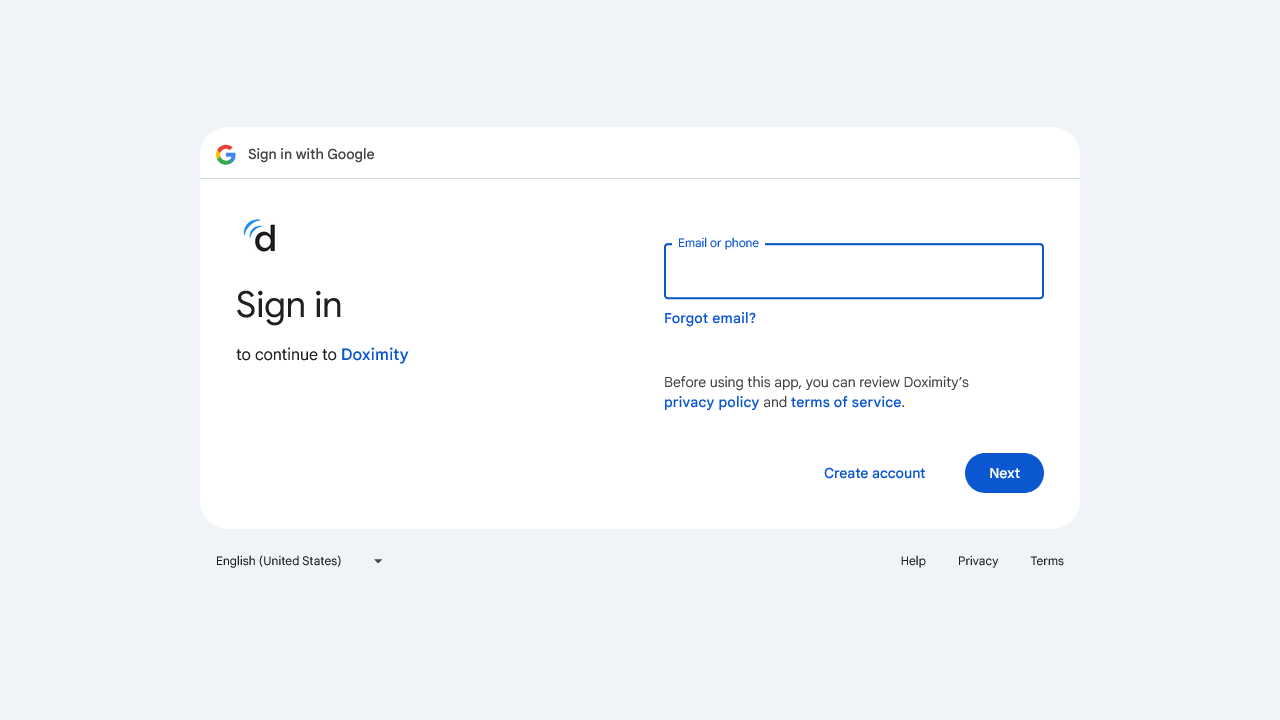 Sign in with Google
d
Sign in
to continue to Doximity
Email or phone
Forgot email?
Before using this app, you can review Doximity’s
privacy policy and terms of service.
Create account
Next
English (United States)
Help
Privacy
Terms